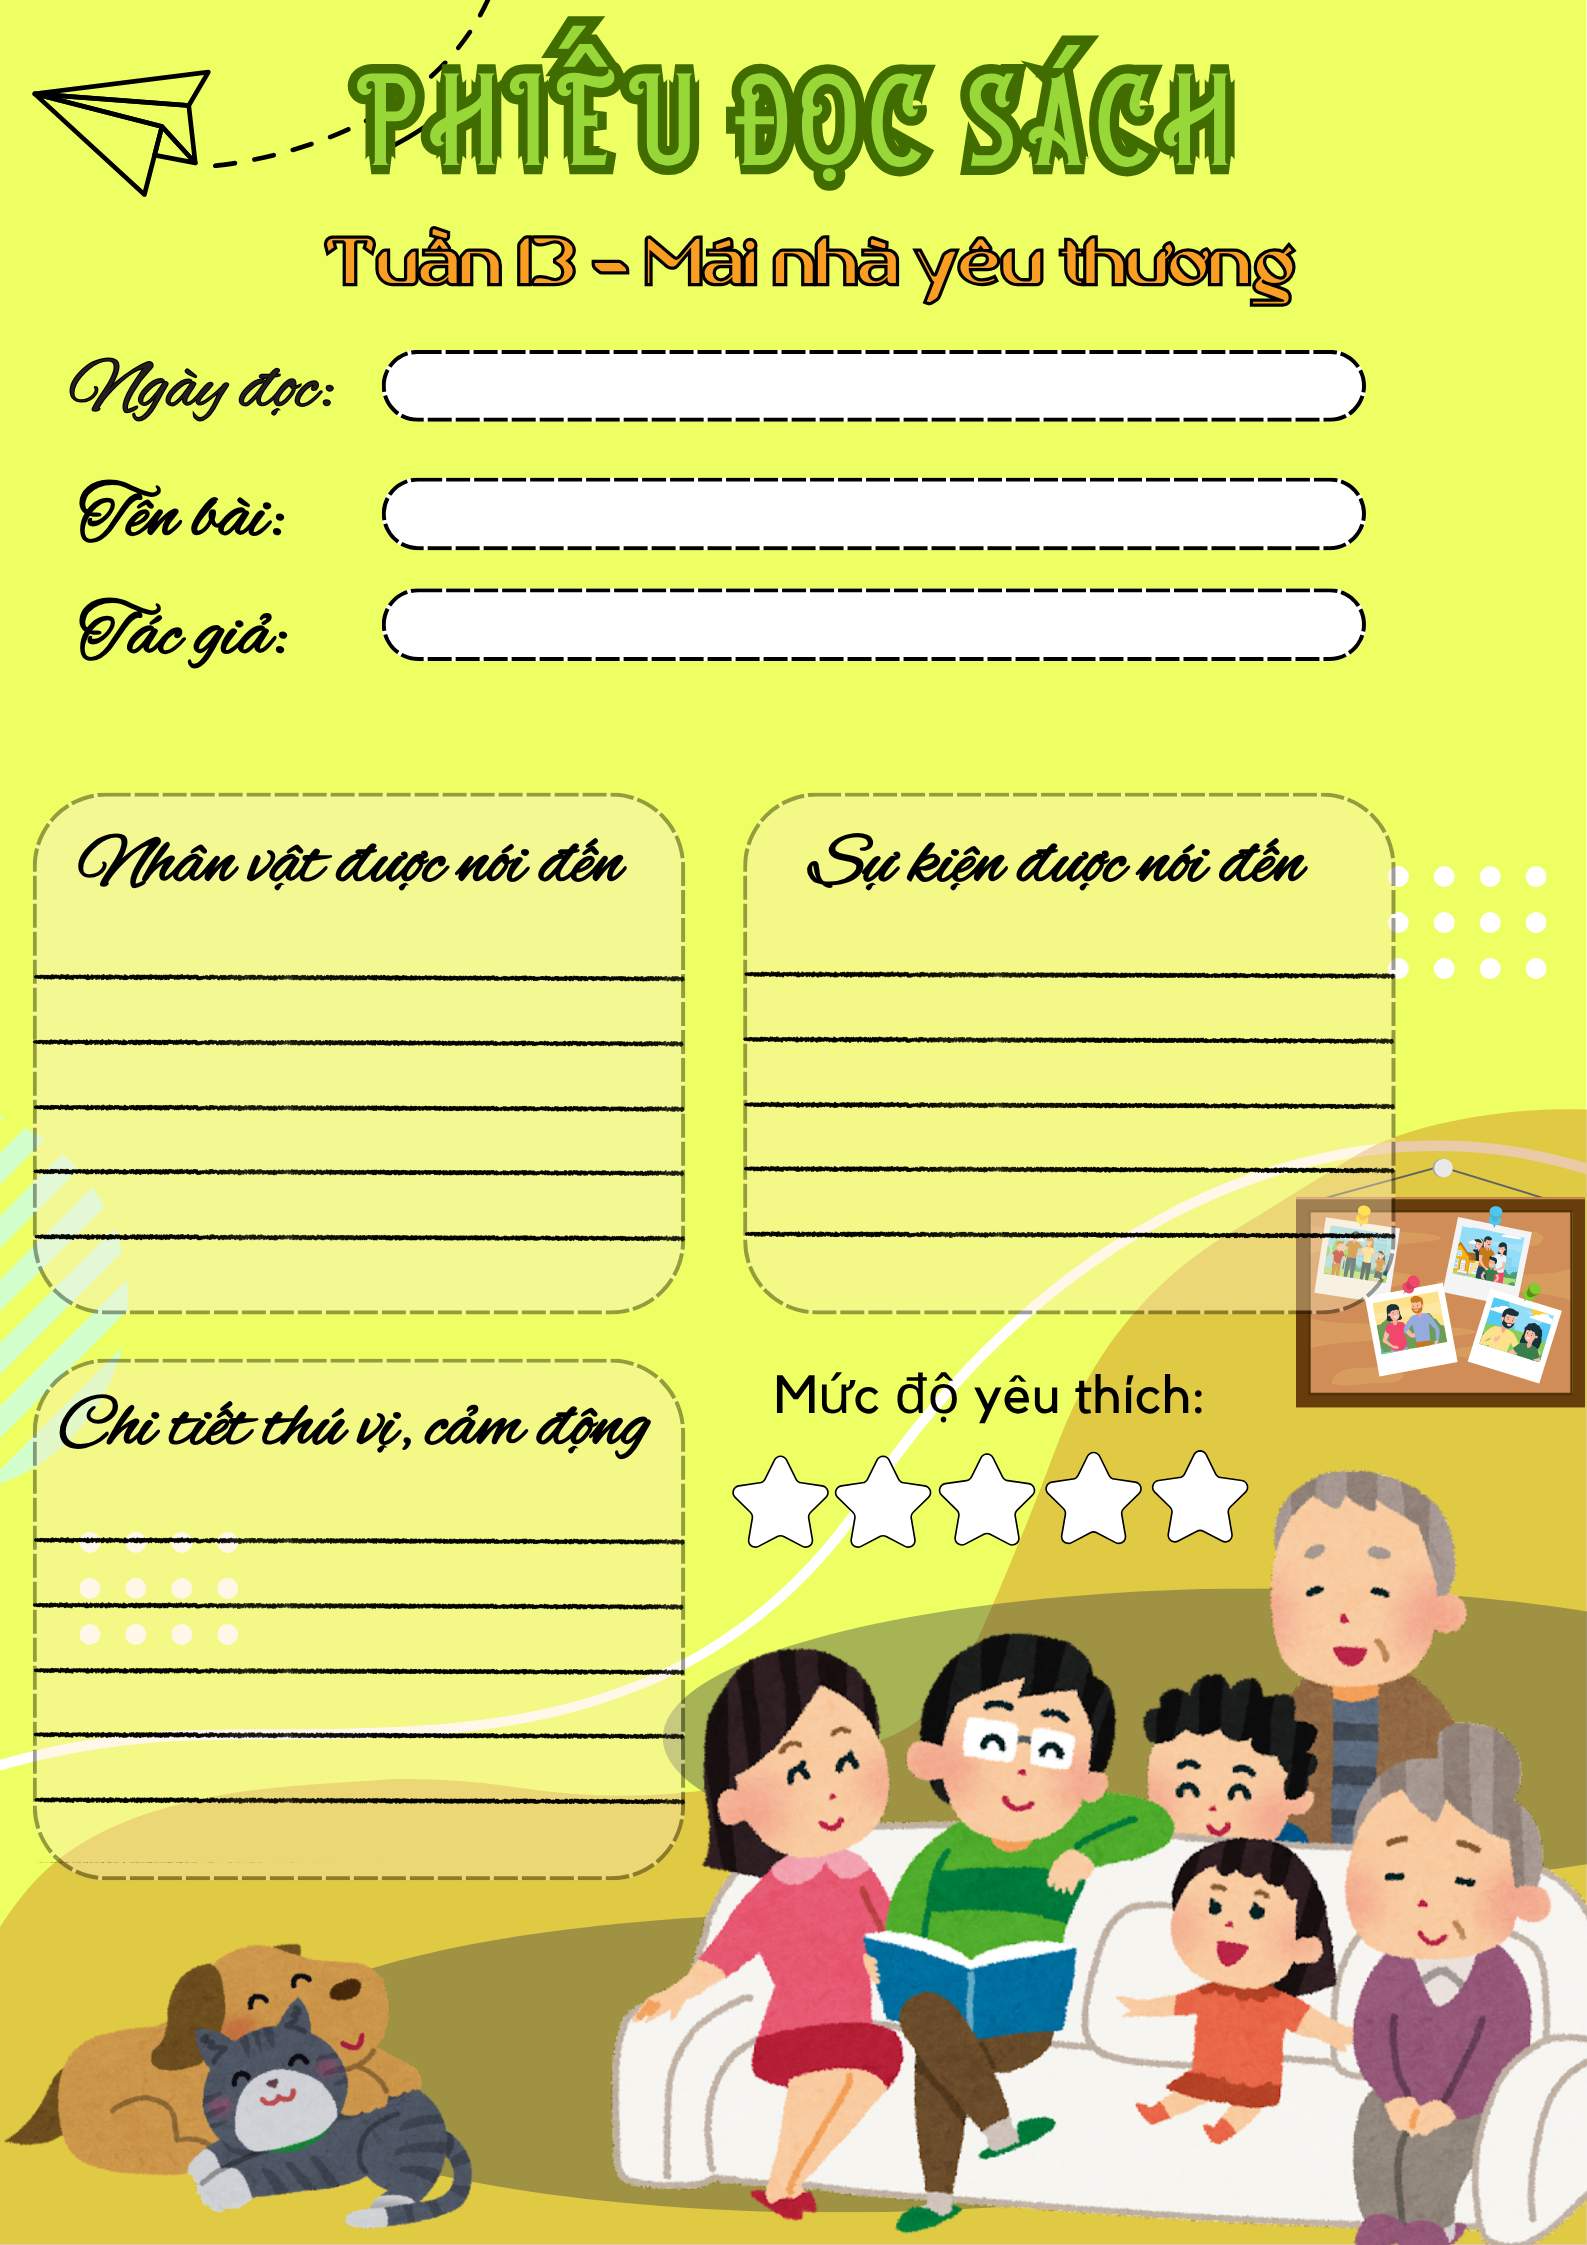 PHIẾU ĐỌC SÁCH
Tuần 13 - Mái nhà yêu thương
Ngày đọc:
Tên bài:
Tác giả:
Nhân vật được nói đến
Sự kiện được nói đến
Chi tiết thú vị, cảm động
Mức độ yêu thích: